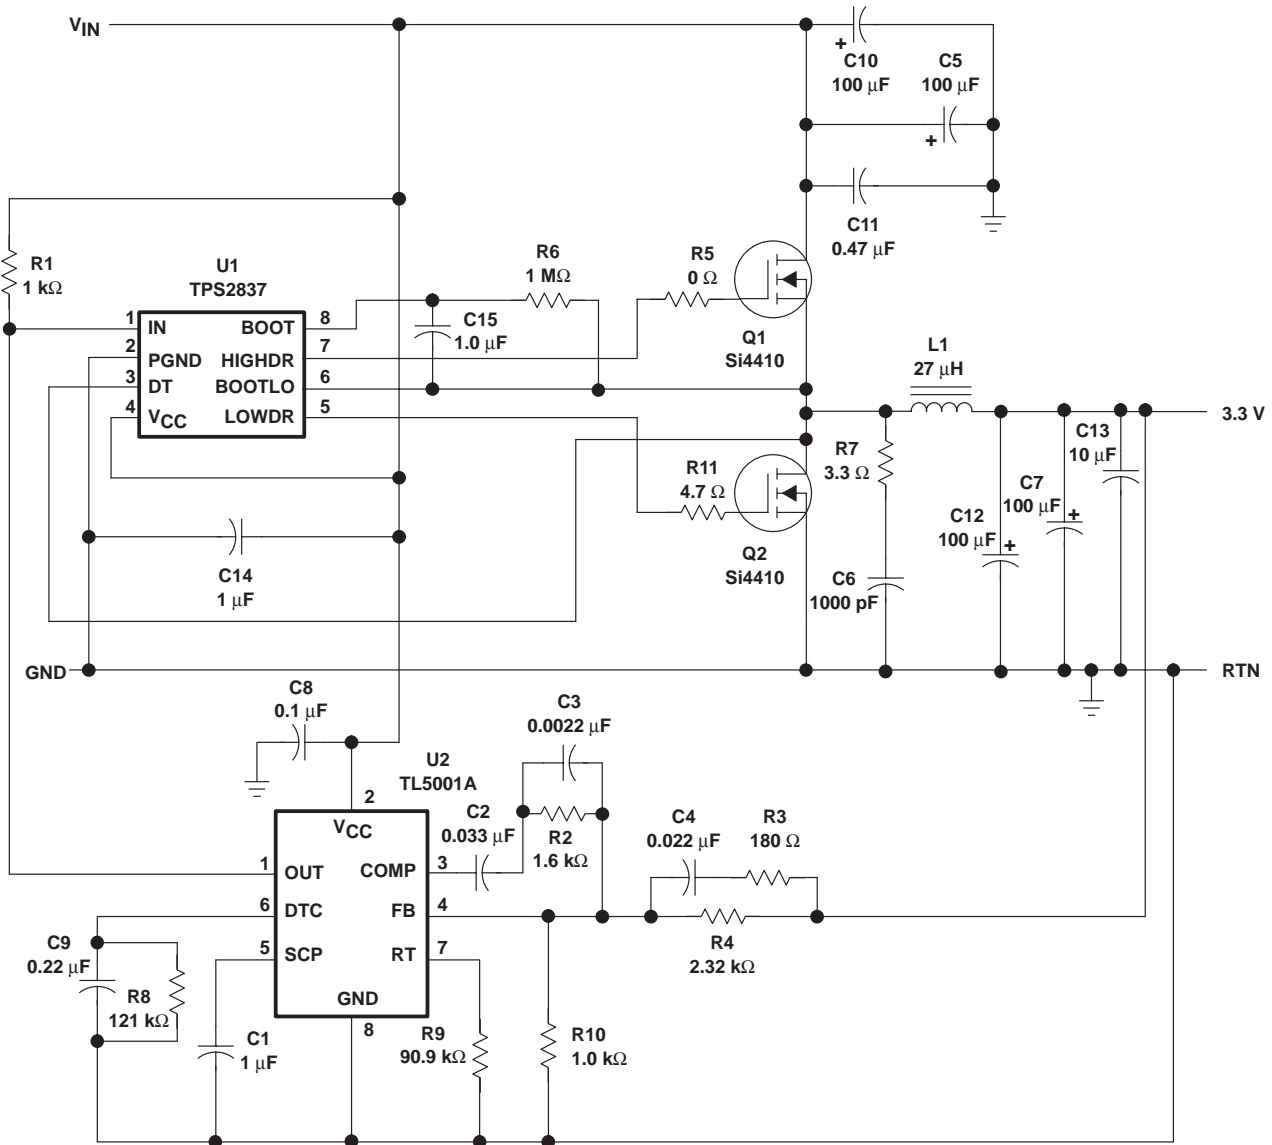 VIN
+
C10
100 µF
C5
100 µF
+
C11
0.47 µF
R1
1 kΩ
U1
TPS2837
R6
1 MΩ
R5
0 Ω
1 IN BOOT 8
2 PGND HIGHDR 7
3 DT BOOTLO 6
4 VCC LOWDR 5
C15
1.0 µF
Q1
Si4410
L1
27 µH
3.3 V
R7
3.3 Ω
C13
10 µF
R11
4.7 Ω
C7
100 µF
+
C12
100 µF
+
Q2
Si4410
C14
1 µF
C6
1000 pF
GND
RTN
C8
0.1 µF
C3
0.0022 µF
U2
TL5001A
2
VCC
C2
0.033 µF
R2
1.6 kΩ
C4
0.022 µF
R3
180 Ω
1 OUT COMP 3
6 DTC FB 4
5 SCP RT 7
GND
8
R4
2.32 kΩ
C9
0.22 µF
R8
121 kΩ
C1
1 µF
R9
90.9 kΩ
R10
1.0 kΩ